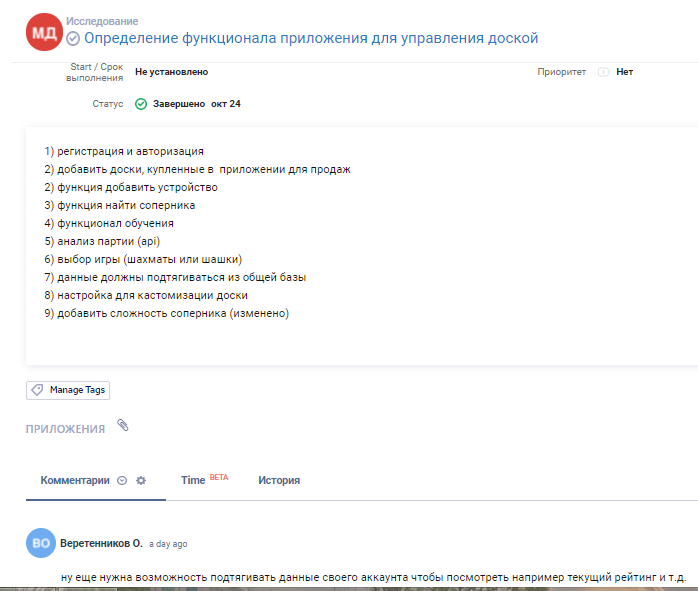 МД
Исследование
Определение функционала приложения для управления доской
Start / Срок выполнения
Не установлено
Приоритет
Нет
Статус
Завершено окт 24
1) регистрация и авторизация
2) добавить доски, купленные в приложении для продаж
2) функция добавить устройство
3) функция найти соперника
4) функционал обучения
5) анализ партии (api)
6) выбор игры (шахматы или шашки)
7) данные должны подтягиваться из общей базы
8) настройка для кастомизации доски
9) добавить сложность соперника (изменено)
Manage Tags
ПРИЛОЖЕНИЯ
Комментарии Time BETA История
ВО
Веретенников О. a day ago
ну еще нужна возможность подтягивать данные своего аккаунта чтобы посмотреть например текущий рейтинг и т.д.